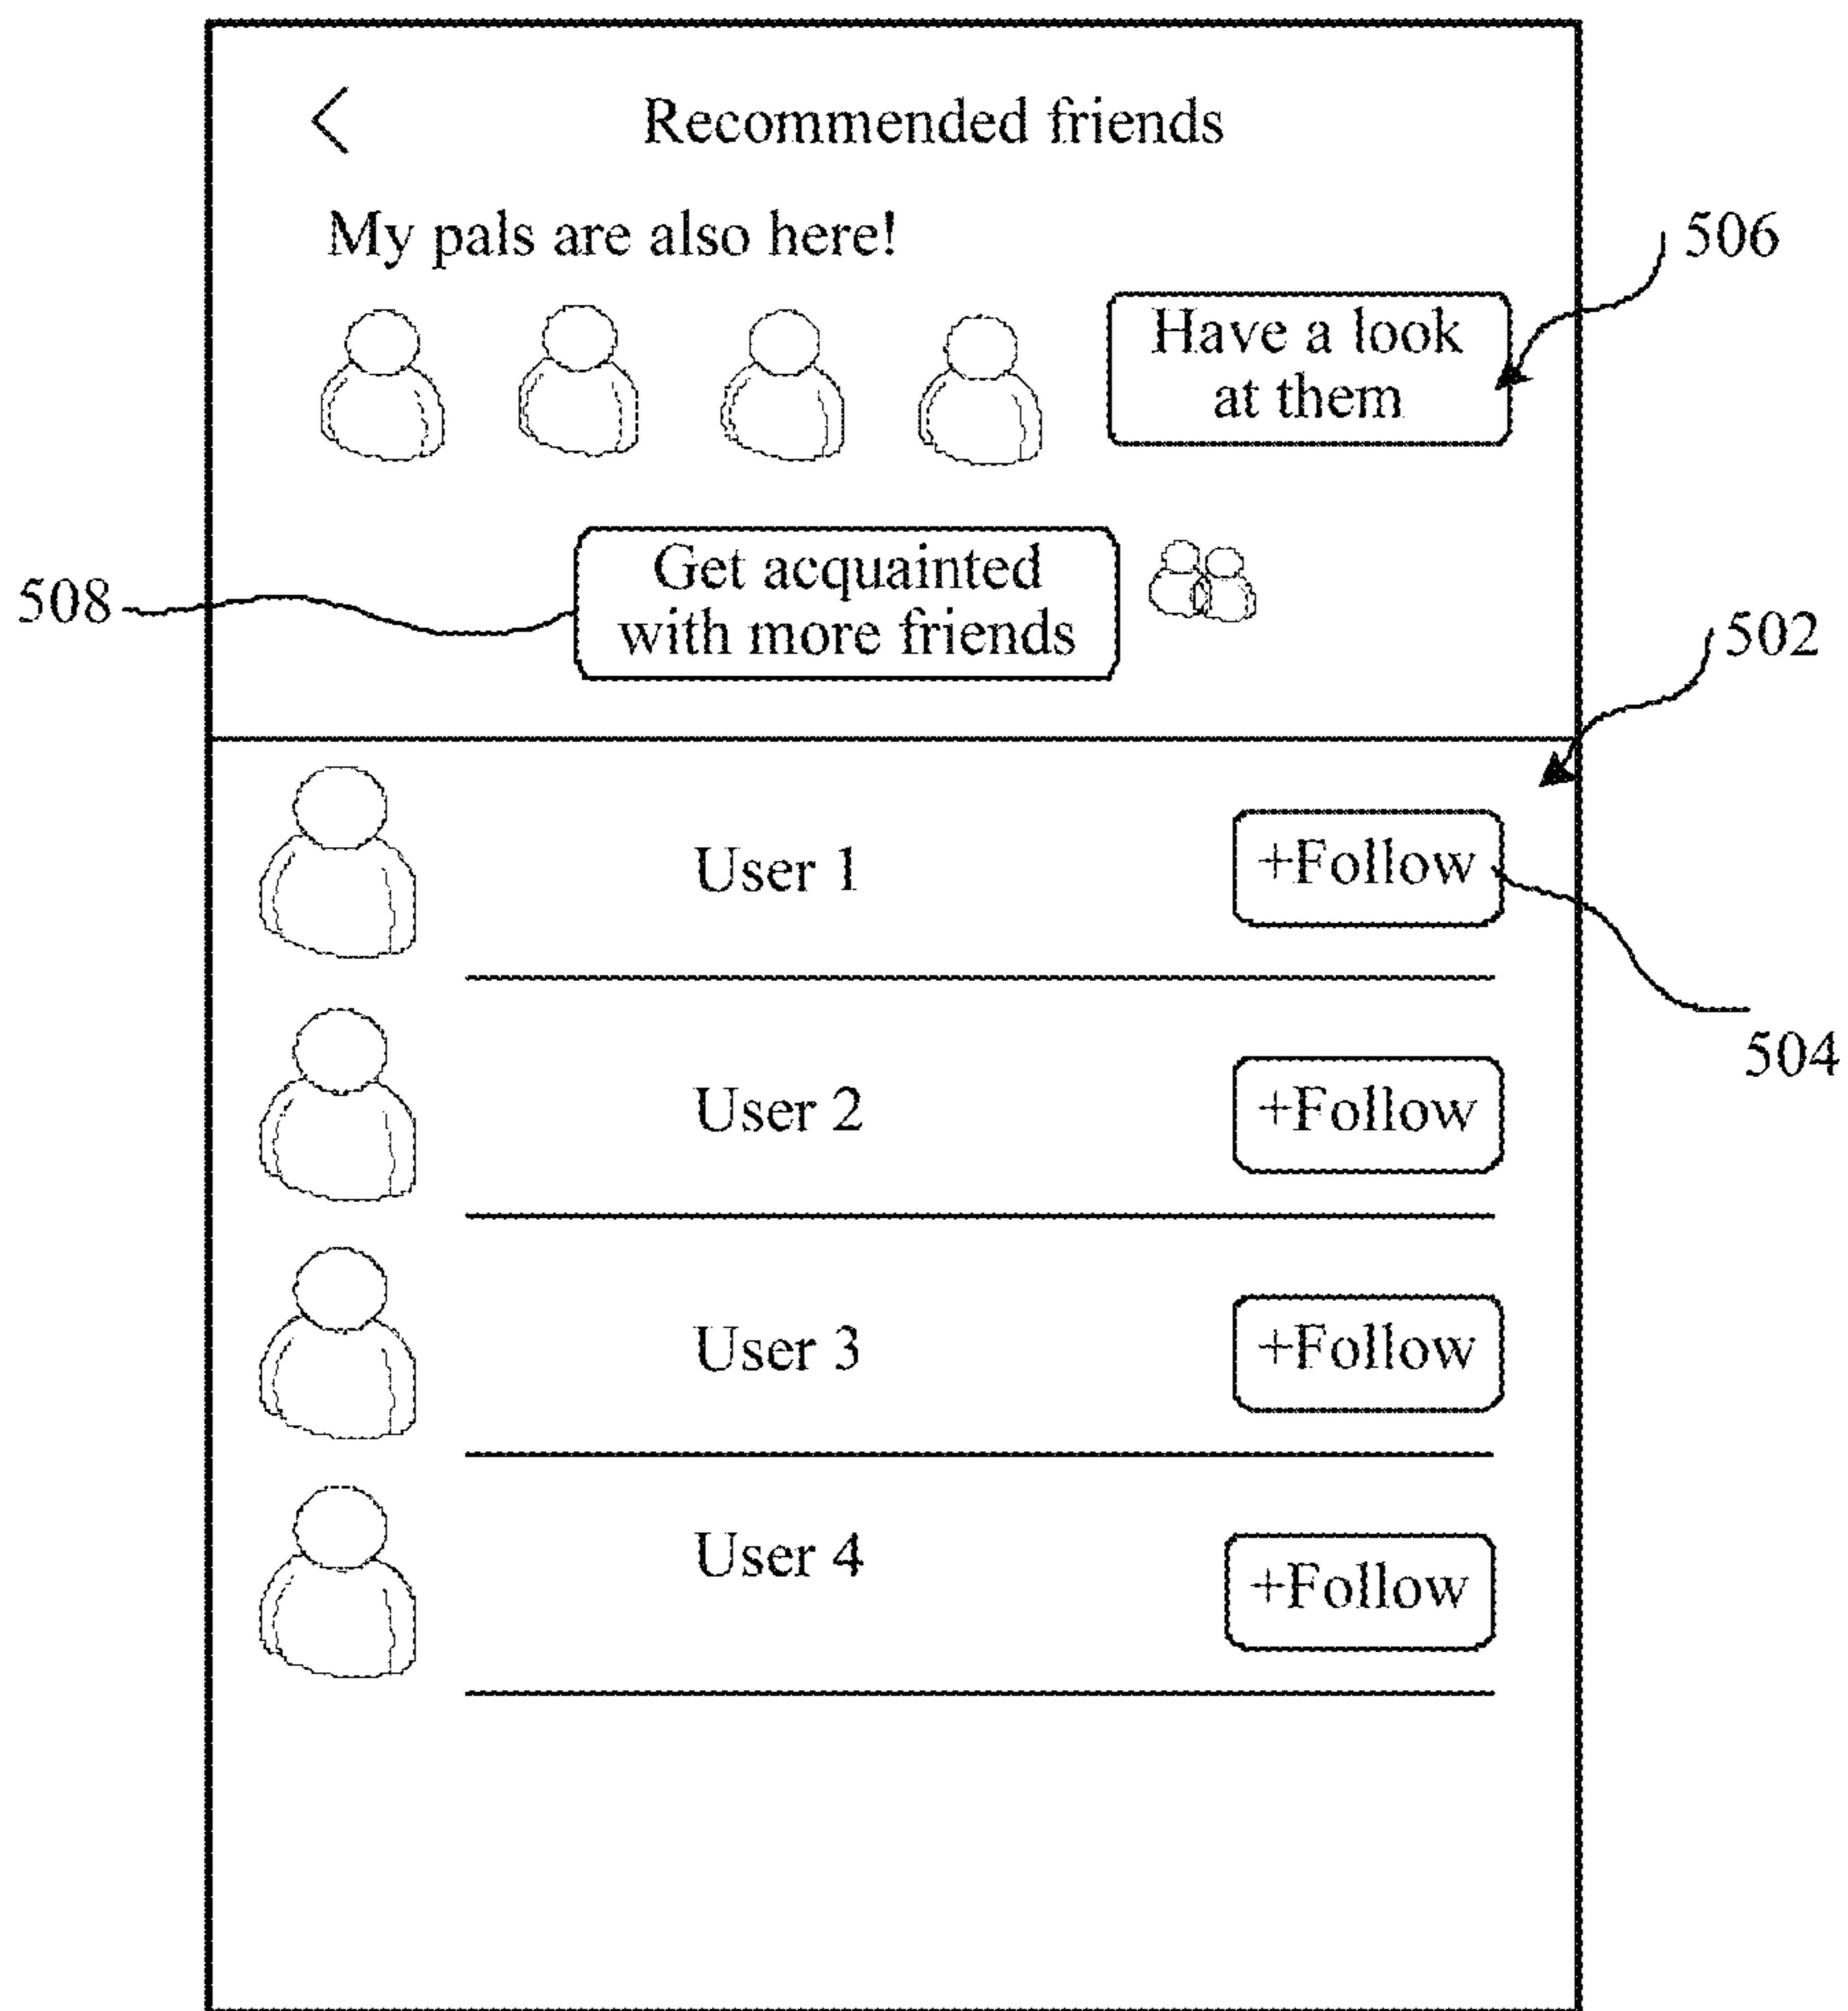 <
Recommended friends
My pals are also here!
506
Have a look
at them
508
Get acquainted
with more friends
502
User 1
+Follow
504
User 2
+Follow
User 3
+Follow
User 4
+Follow